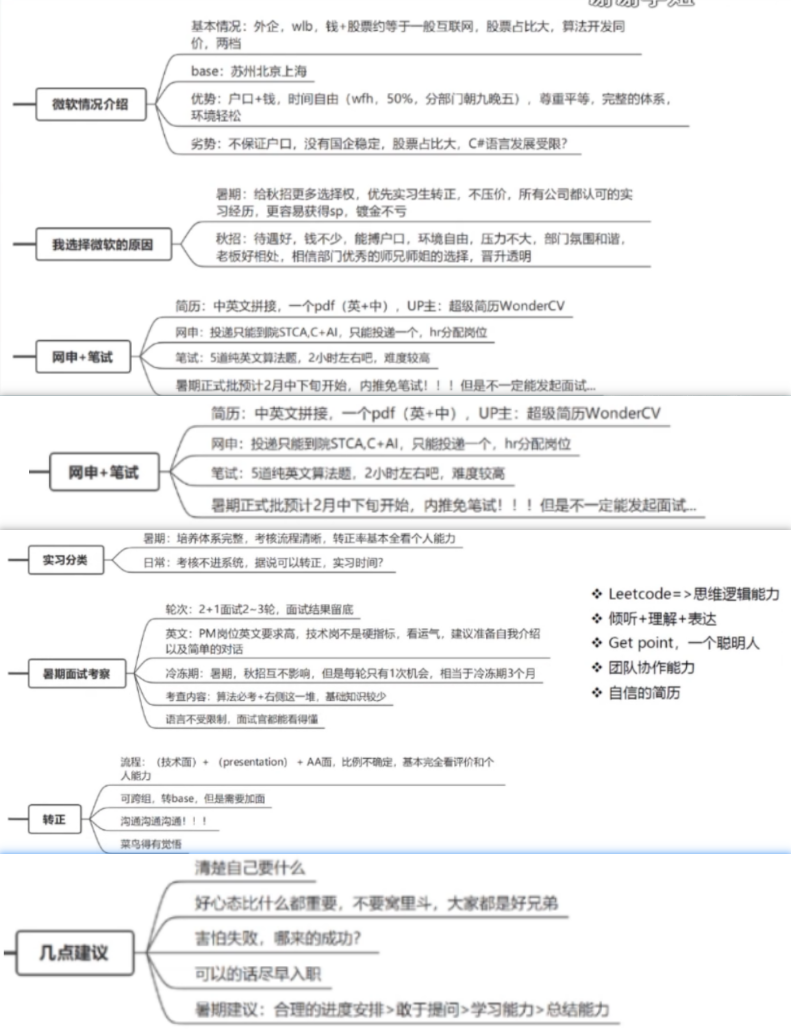 基本情况：外企，wlb，钱+股票约等于一般互联网，股票占比大，算法开发同
价，两档
base：苏州北京上海
微软情况介绍
优势：户口+钱，时间自由（wfh，50%，分部门朝九晚五），尊重平等，完整的体系，
环境轻松
劣势：不保证户口，没有国企稳定，股票占比大，C#语言发展受限?
暑期：给秋招更多选择权，优先实习生转正，不压价，所有公司都认可的实
习经历，更容易获得sp，镀金不亏
我选择微软的原因
秋招：待遇好，钱不少，能搏户口，环境自由，压力不大，部门氛围和谐，
老板好相处，相信部门优秀的师兄师姐的选择，晋升透明
简历：中英文拼接，一个pdf（英+中），UP主：超级简历WonderCV
网申：投递只能到院STCA,C+AI，只能投递一个，hr分配岗位
网申+笔试
笔试：5道纯英文算法题，2小时左右吧，难度较高
暑期正式批预计2月中下旬开始，内推免笔试！！！但是不一定能发起面试...
简历：中英文拼接，一个pdf（英+中），UP主：超级简历WonderCV
网申：投递只能到院STCA,C+AI，只能投递一个，hr分配岗位
网申+笔试
笔试：5道纯英文算法题，2小时左右吧，难度较高
暑期正式批预计2月中下旬开始，内推免笔试！！！但是不一定能发起面试...
暑期：培养体系完整，考核流程清晰，转正率基本全看个人能力
实习分类
日常：考核不进系统，据说可以转正，实习时间?
轮次：2+1面试2~3轮，面试结果留底
英文：PM岗位英文要求高，技术岗不是硬指标，看运气，建议准备自我介绍
以及简单的对话
暑期面试考察
冷冻期：暑期，秋招互不影响，但是每轮只有1次机会，相当于冷冻期3个月
考查内容：算法必考+右侧这一堆，基础知识较少
语言不受限制，面试官都能看得懂
❖ Leetcode=>思维逻辑能力
❖ 倾听+理解+表达
❖ Get point，一个聪明人
❖ 团队协作能力
❖ 自信的简历
流程：（技术面）+ （presentation） + AA面，比例不确定，基本完全看评价和个
人能力
可跨组，转base，但是需要加面
转正
沟通沟通沟通！！！
菜鸟得有觉悟
清楚自己要什么
好心态比什么都重要，不要窝里斗，大家都是好兄弟
几点建议
害怕失败，哪来的成功?
可以的话尽早入职
暑期建议：合理的进度安排>敢于提问>学习能力>总结能力